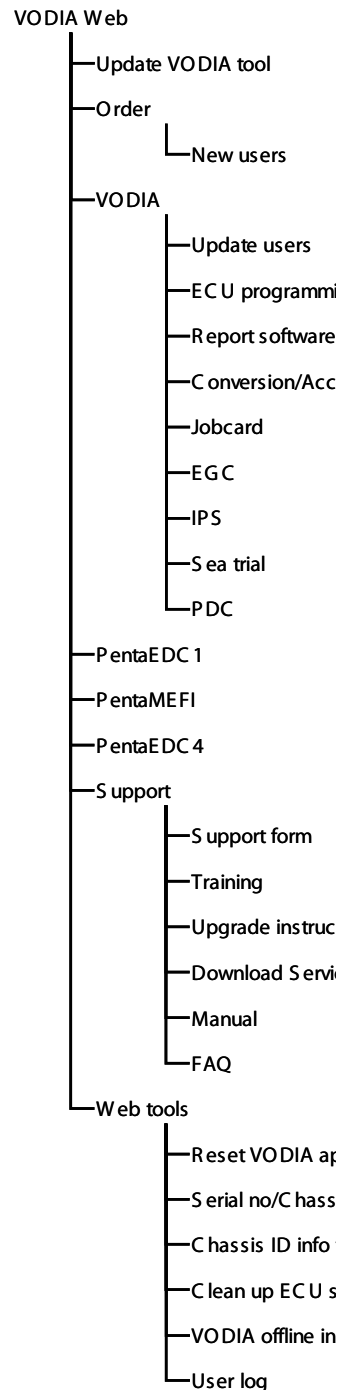 VODIA Web
Update VODIA tool
Order
New users
VODIA
Update users
ECU programmi
Report software
Conversion/Acc
Jobcard
EGC
IPS
Sea trial
PDC
PentaEDC1
PentaMEFI
PentaEDC4
Support
Support form
Training
Upgrade instruc
Download Servi
Manual
FAQ
Web tools
Reset VODIA ap
Serial no/Chass
Chassis ID info
Clean up ECU s
VODIA offline in
User log